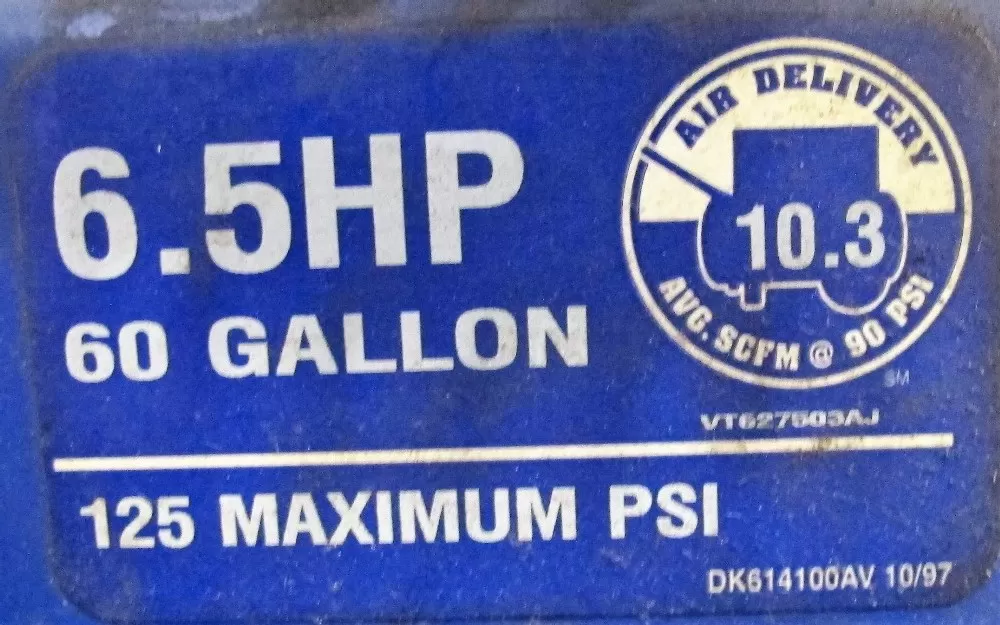 6.5HP
60 GALLON
AIR DELIVERY
10.3
AVG. SCFM @ 90 PSI
SM
VT627503AJ
125 MAXIMUM PSI
DK614100AV 10/97